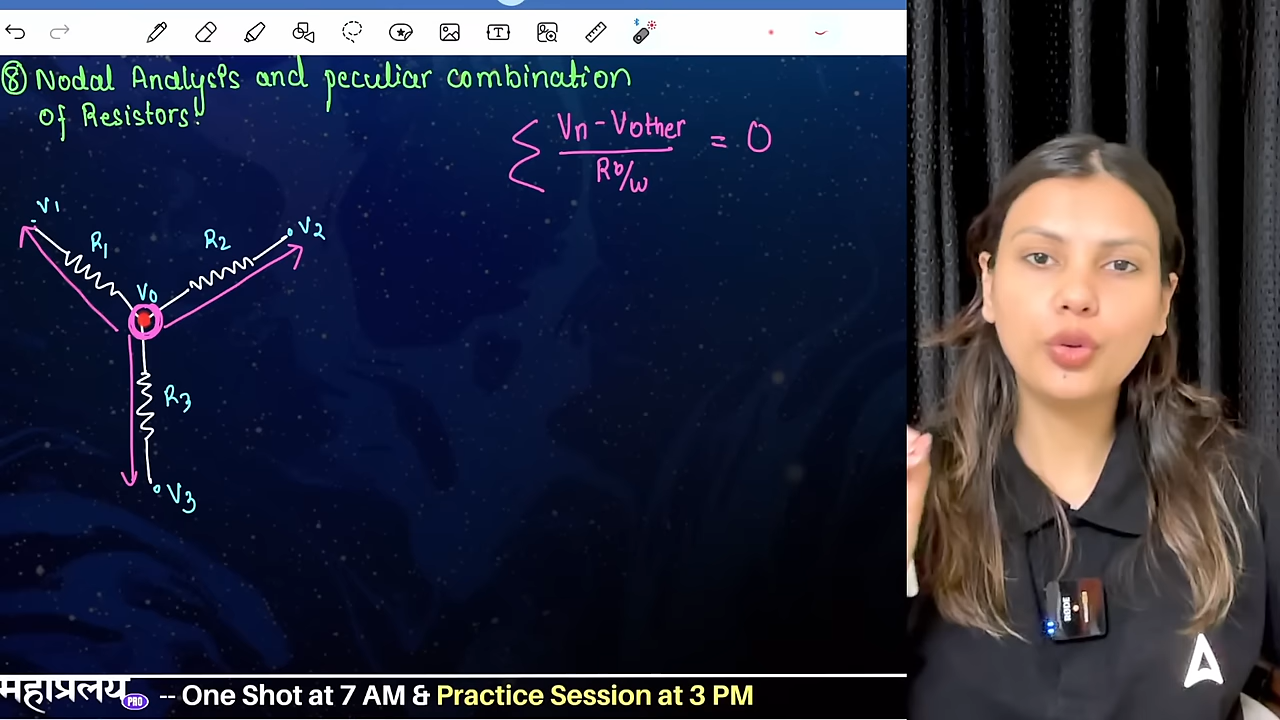 ⑧ Nodal Analysis and peculiar combination
of Resistors:
Σ Vn - Vother / R b/w = 0
V1
R1
R2
V2
V0
R3
V3
RODE
महाप्रलय PRO -- One Shot at 7 AM & Practice Session at 3 PM